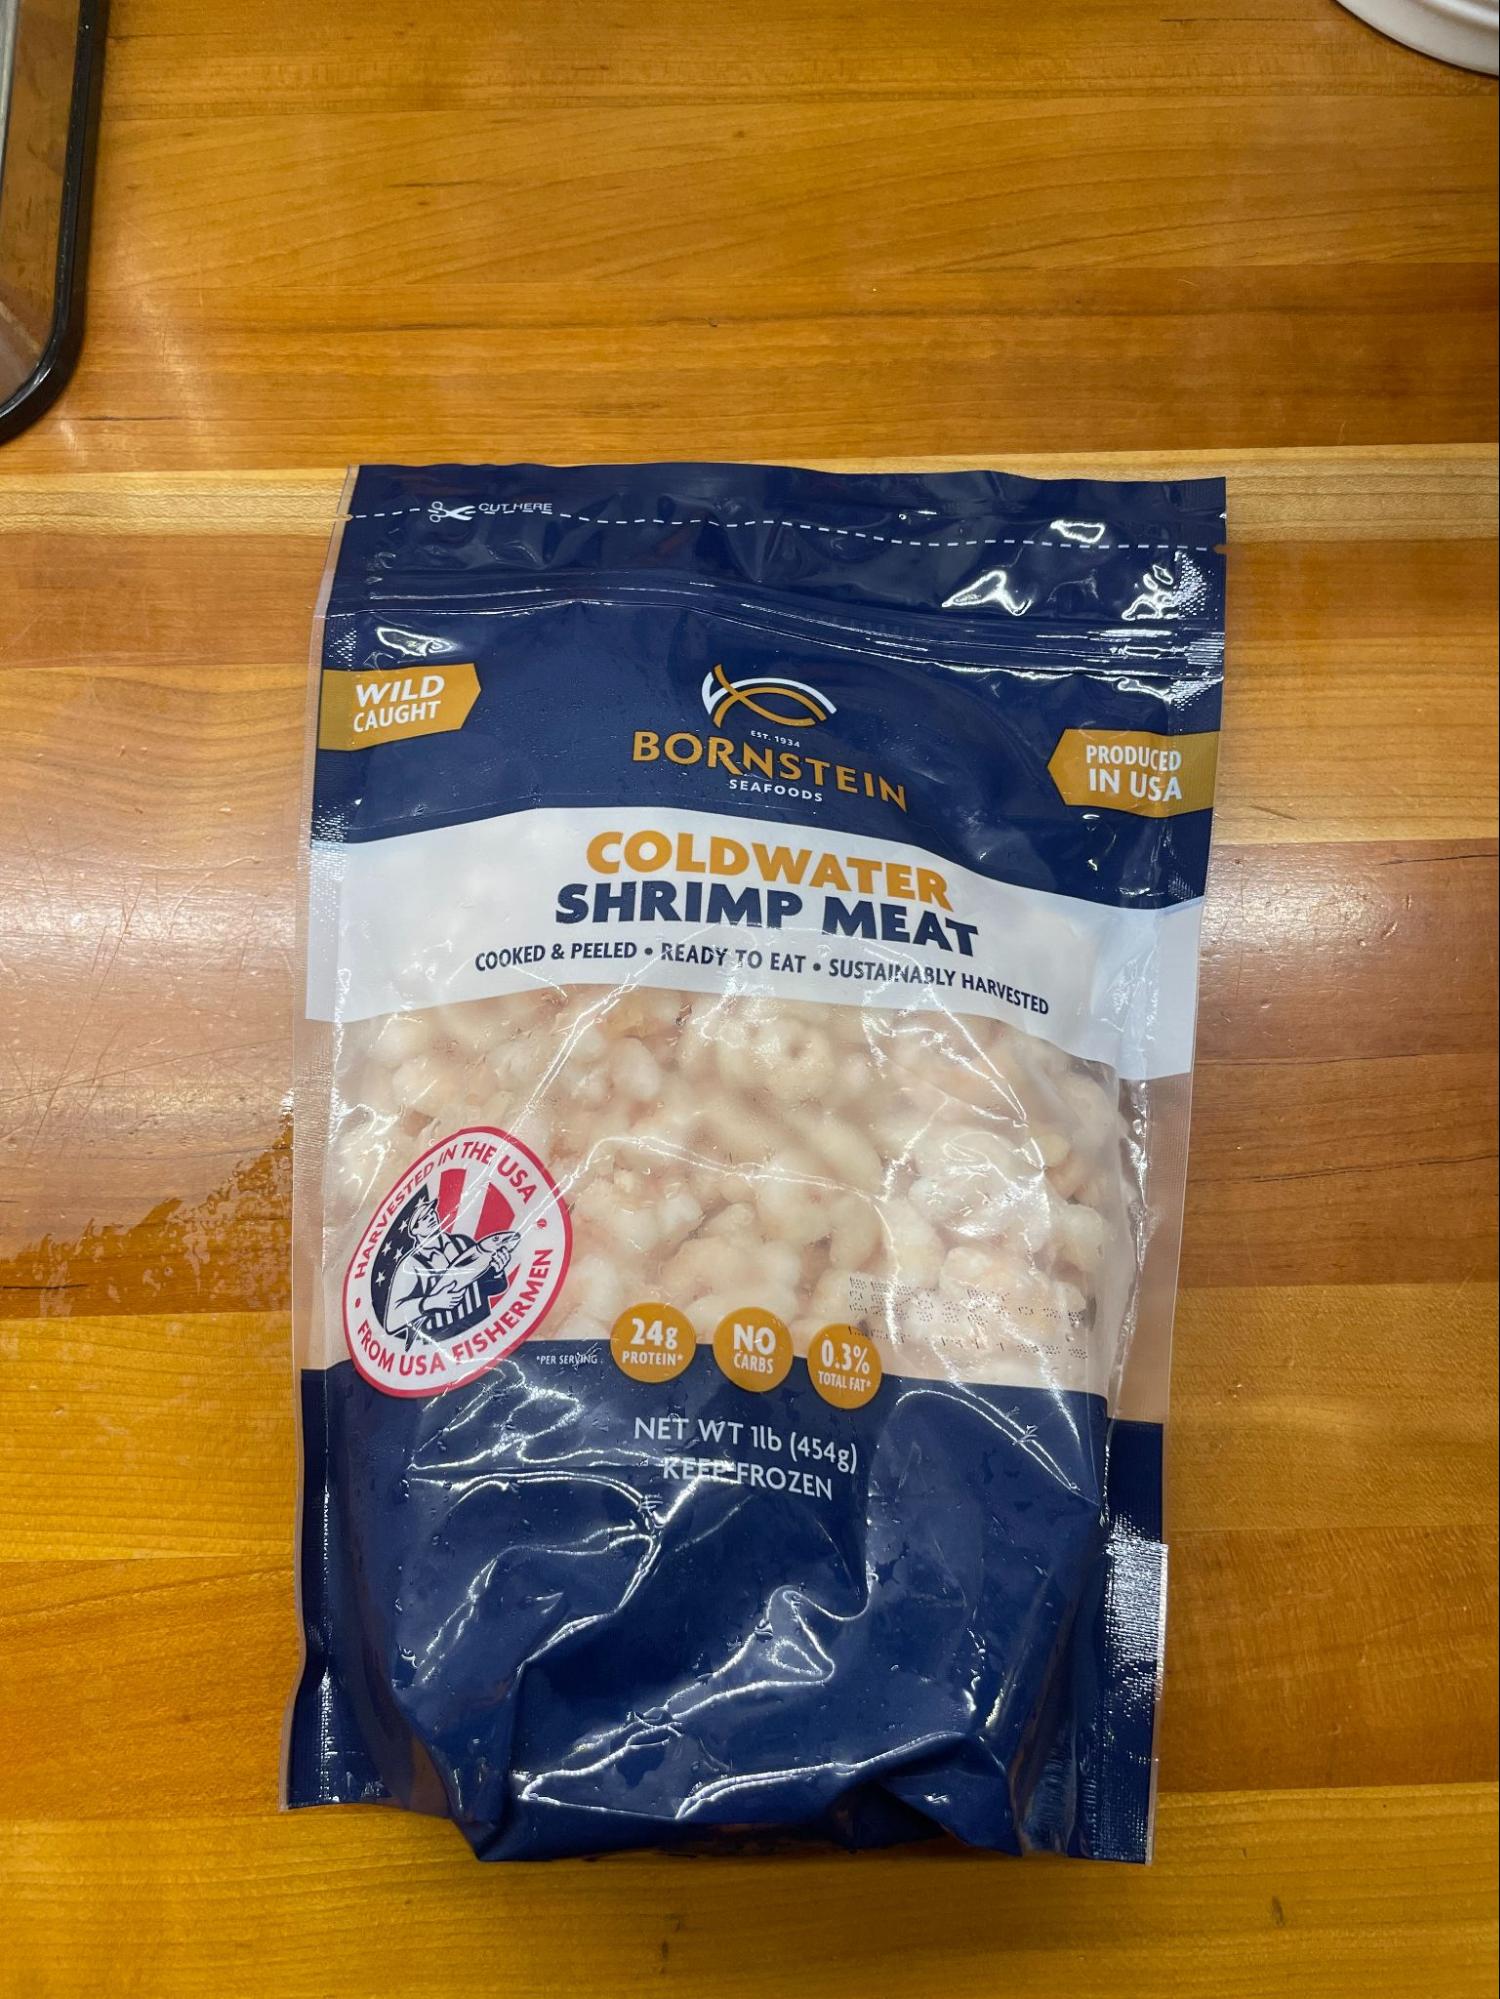 CUT HERE
WILD
CAUGHT
EST. 1934
BORNSTEIN
SEAFOODS
PRODUCED
IN USA
COLDWATER
SHRIMP MEAT
COOKED & PEELED • READY TO EAT • SUSTAINABLY HARVESTED
HARVESTED IN THE USA
• FROM USA FISHERMEN •
*PER SERVING
24g
PROTEIN*
NO
CARBS
0.3%
TOTAL FAT*
NET WT 1lb (454g)
KEEP FROZEN